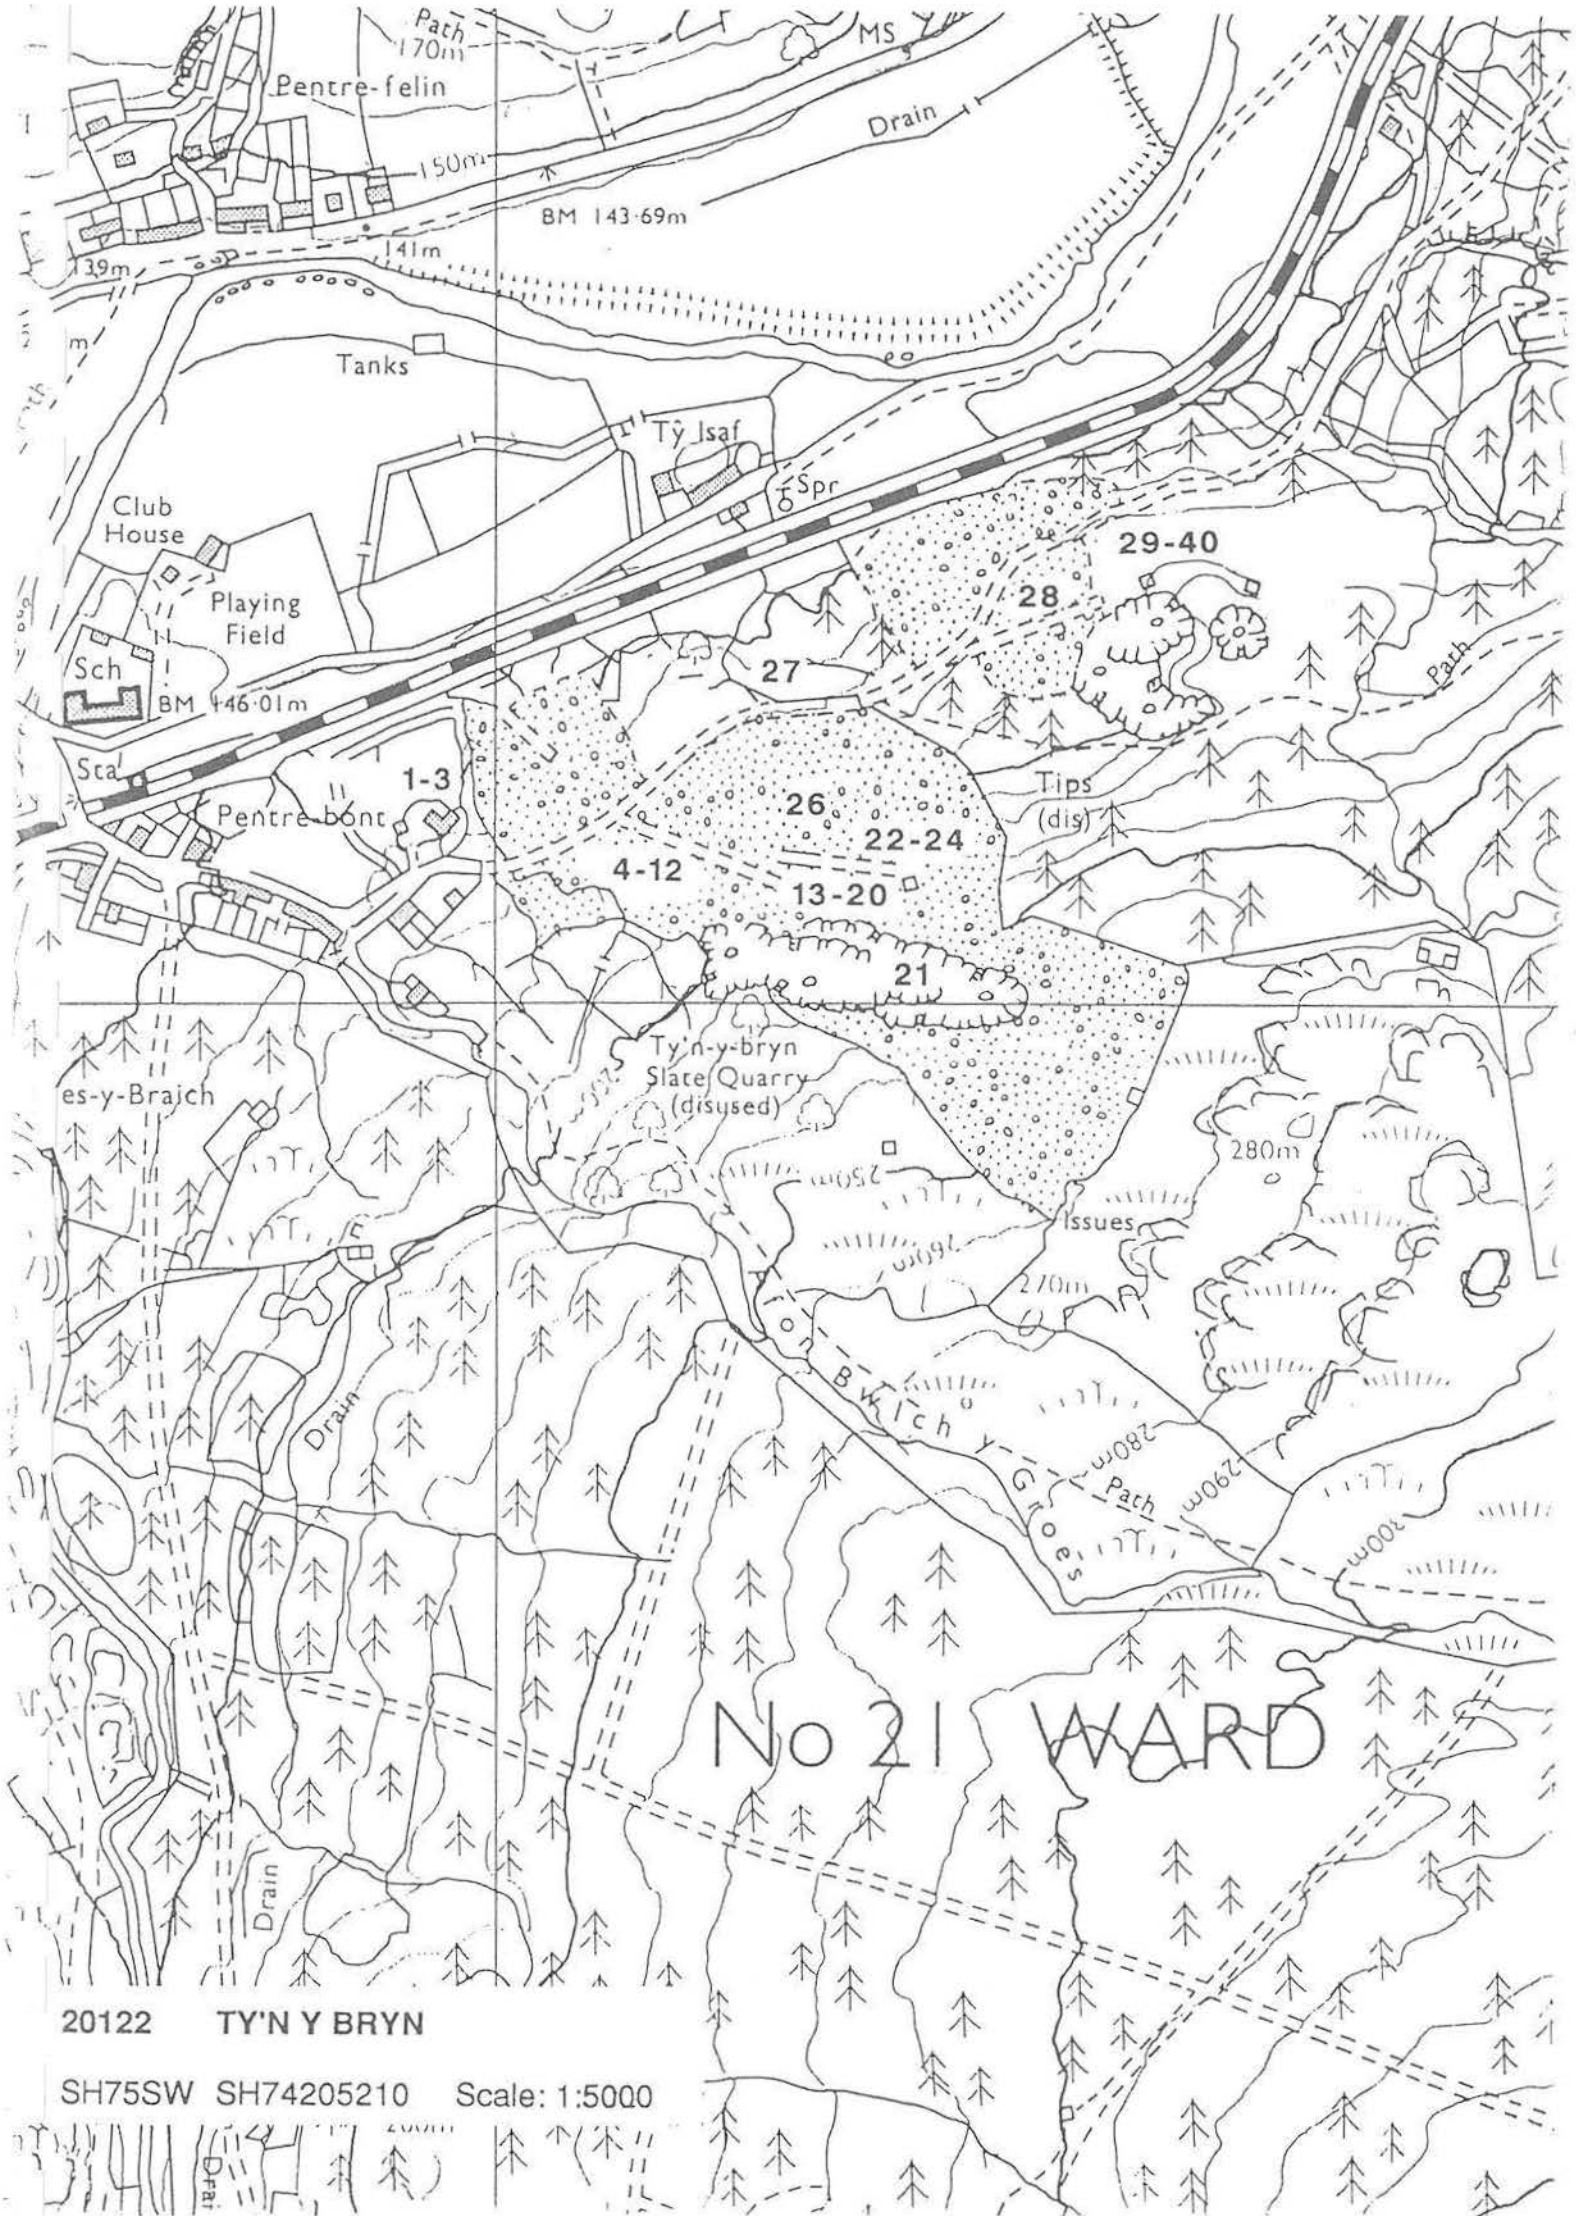 Path
170m
MS
Pentre-felin
Drain
150m
BM 143·69m
141m
139m
m
Tanks
Tŷ Isaf
Spr
Club
House
29-40
28
Playing
Field
Sch
27
Path
BM 146·01m
Sta
1-3
Tips
(dis)
Pentre-bont
26
22-24
4-12
13-20
21
Ty'n-y-bryn
Slate Quarry
(disused)
es-y-Braich
280m
250m
Issues
260m
270m
Drain
Bwlch y Groes
280m
290m
Path
300m
No 21 WARD
Drain
20122 TY'N Y BRYN
SH75SW SH74205210 Scale: 1:5000
200m
Drai